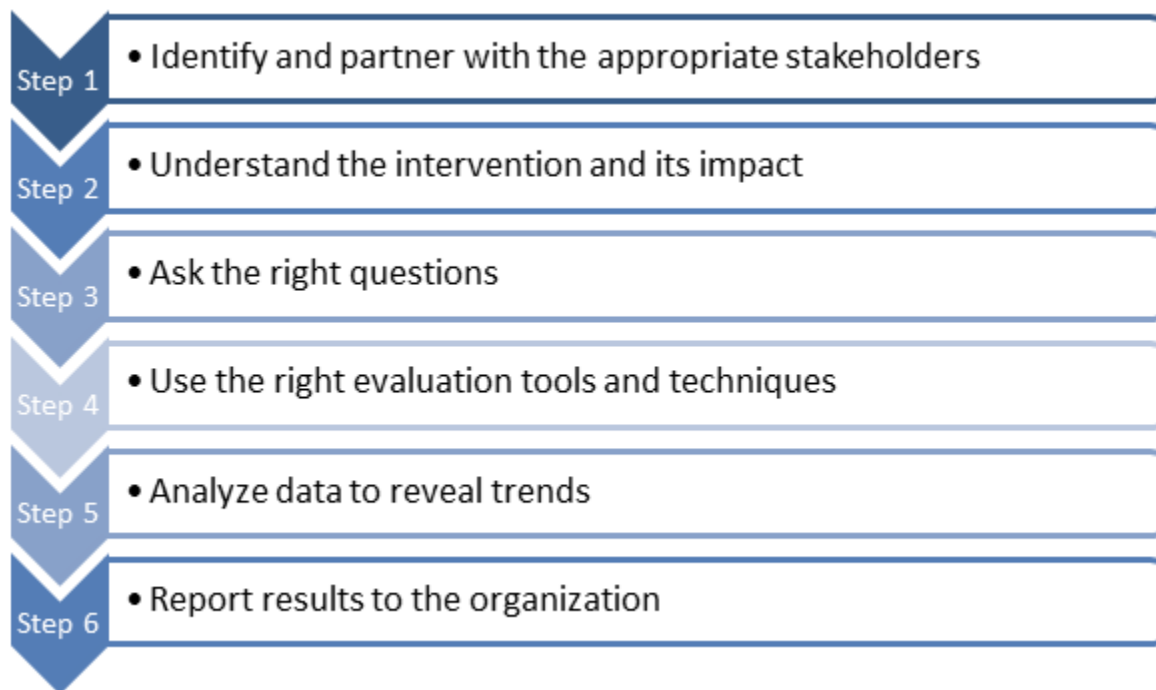 Step 1
• Identify and partner with the appropriate stakeholders
Step 2
• Understand the intervention and its impact
Step 3
• Ask the right questions
Step 4
• Use the right evaluation tools and techniques
Step 5
• Analyze data to reveal trends
Step 6
• Report results to the organization